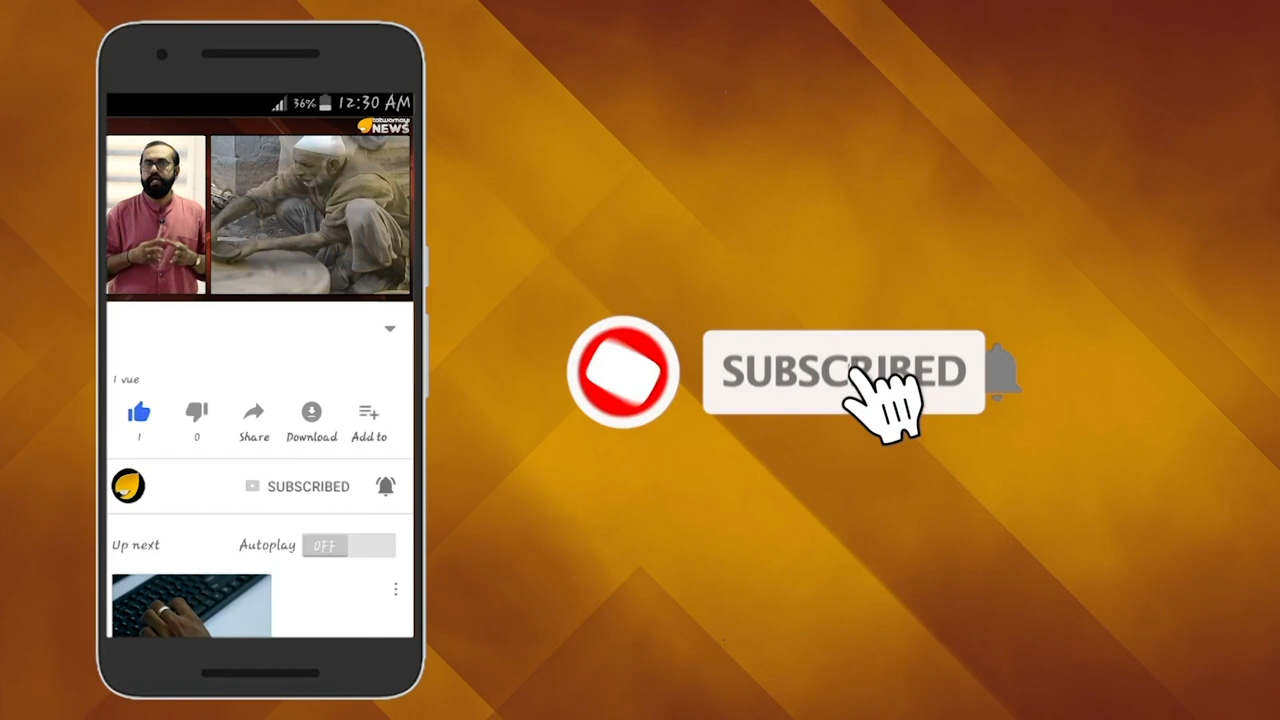 36% 12:30 AM
tatwamayi
NEWS
1 vue
1
0
Share
Download
Add to
SUBSCRIBED
Up next
Autoplay
OFF
SUBSCRIBED